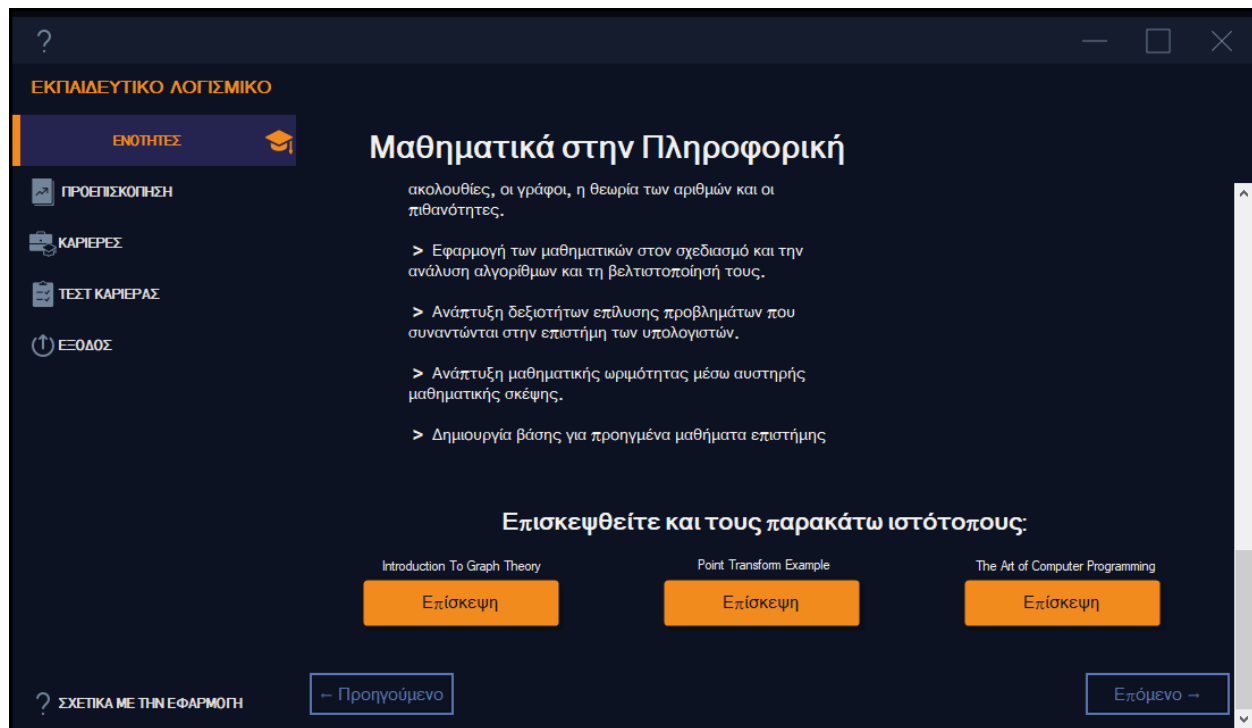 ?
ΕΚΠΑΙΔΕΥΤΙΚΟ ΛΟΓΙΣΜΙΚΟ
ΕΝΟΤΗΤΕΣ
ΠΡΟΕΠΙΣΚΟΠΗΣΗ
ΚΑΡΙΕΡΕΣ
ΤΕΣΤ ΚΑΡΙΕΡΑΣ
ΕΞΟΔΟΣ
Μαθηματικά στην Πληροφορική
ακολουθίες, οι γράφοι, η θεωρία των αριθμών και οι
πιθανότητες.
> Εφαρμογή των μαθηματικών στον σχεδιασμό και την
ανάλυση αλγορίθμων και τη βελτιστοποίησή τους.
> Ανάπτυξη δεξιοτήτων επίλυσης προβλημάτων που
συναντώνται στην επιστήμη των υπολογιστών.
> Ανάπτυξη μαθηματικής ωριμότητας μέσω αυστηρής
μαθηματικής σκέψης.
> Δημιουργία βάσης για προηγμένα μαθήματα επιστήμης
Επισκεψθείτε και τους παρακάτω ιστότοπους:
Introduction To Graph Theory
Point Transform Example
The Art of Computer Programming
Επίσκεψη
Επίσκεψη
Επίσκεψη
? ΣΧΕΤΙΚΑ ΜΕ ΤΗΝ ΕΦΑΡΜΟΓΗ
← Προηγούμενο
Επόμενο →